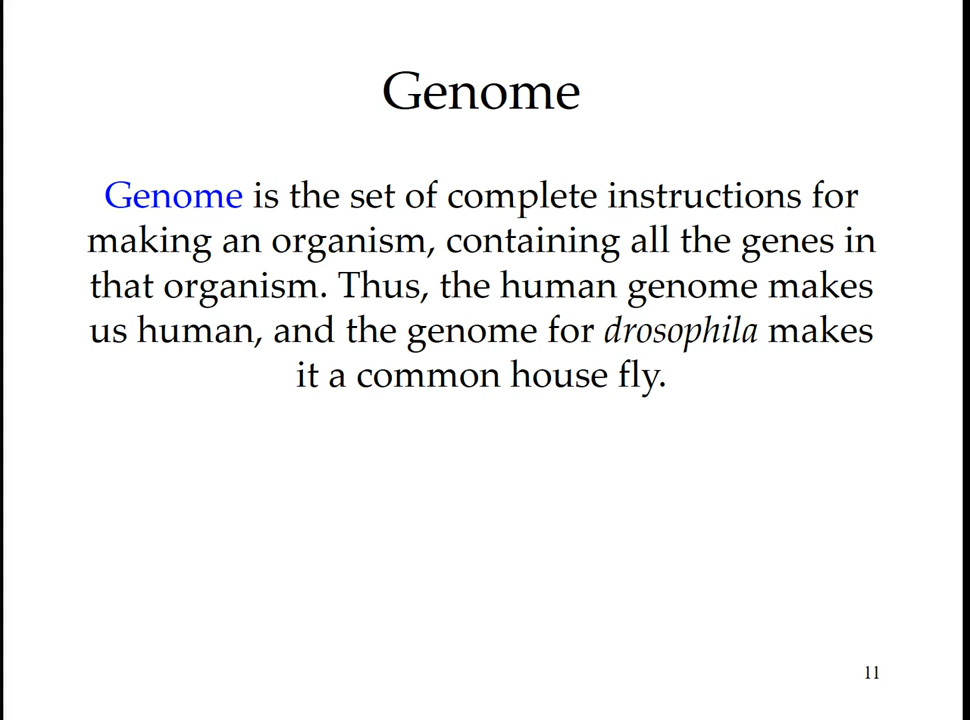 Genome
Genome is the set of complete instructions for
making an organism, containing all the genes in
that organism. Thus, the human genome makes
us human, and the genome for drosophila makes
it a common house fly.
11